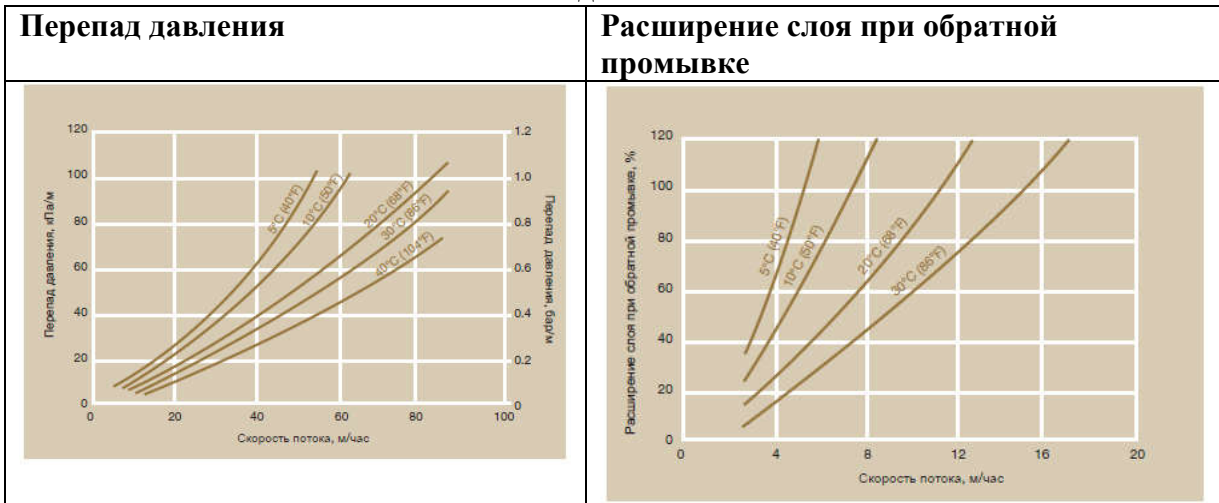 Перепад давления
Расширение слоя при обратной
промывке
120
100
80
60
40
20
0
Перепад давления, кПа/м
5°C (40°F)
10°C (50°F)
20°C (68°F)
30°C (86°F)
40°C (104°F)
1.2
1.0
0.8
0.6
0.4
0.2
0
Перепад давления, бар/м
0
20
40
60
80
100
Скорость потока, м/час
120
100
80
60
40
20
0
Расширение слоя при обратной промывке, %
5°C (40°F)
10°C (50°F)
20°C (68°F)
30°C (86°F)
0
4
8
12
16
20
Скорость потока, м/час